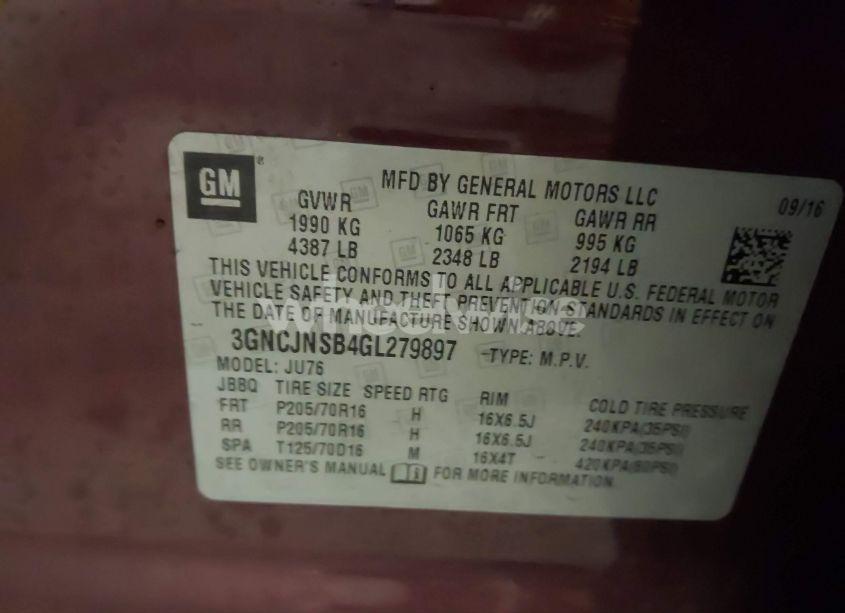 GM®
MFD BY GENERAL MOTORS LLC
09/16
GVWR GAWR FRT GAWR RR
1990 KG 1065 KG 995 KG
4387 LB 2348 LB 2194 LB
THIS VEHICLE CONFORMS TO ALL APPLICABLE U.S. FEDERAL MOTOR
VEHICLE SAFETY AND THEFT PREVENTION STANDARDS IN EFFECT ON
THE DATE OF MANUFACTURE SHOWN ABOVE.
3GNCJNSB4GL279897 TYPE: M.P.V.
MODEL: JU76
JBBQ TIRE SIZE SPEED RTG RIM COLD TIRE PRESSURE
FRT P205/70R16 H 16X6.5J 240KPA(35PSI)
RR P205/70R16 H 16X6.5J 240KPA(35PSI)
SPA T125/70D16 M 16X4T 420KPA(60PSI)
SEE OWNER'S MANUAL FOR MORE INFORMATION.